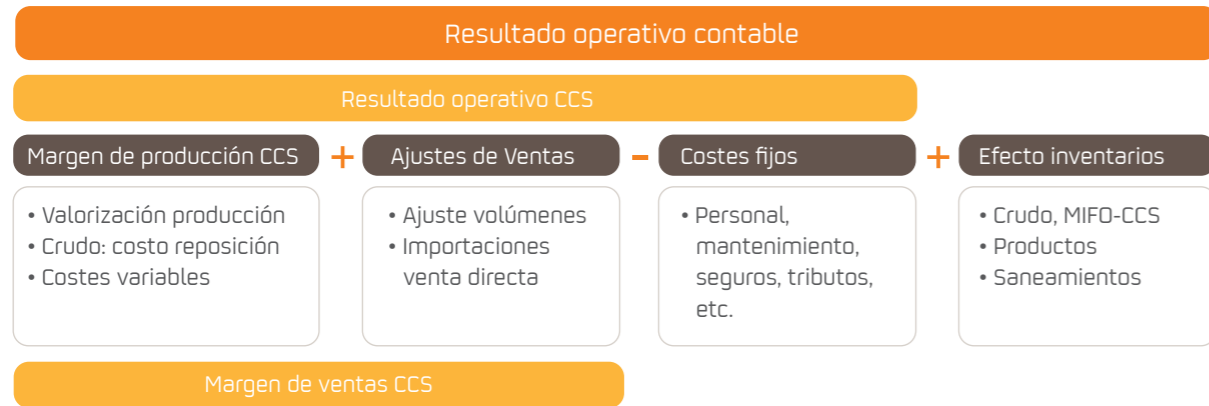 Resultado operativo contable
Resultado operativo CCS
Margen de producción CCS + Ajustes de Ventas - Costes fijos + Efecto inventarios
• Valorización producción
• Crudo: costo reposición
• Costes variables
• Ajuste volúmenes
• Importaciones
venta directa
• Personal,
mantenimiento,
seguros, tributos,
etc.
• Crudo, MIFO-CCS
• Productos
• Saneamientos
Margen de ventas CCS